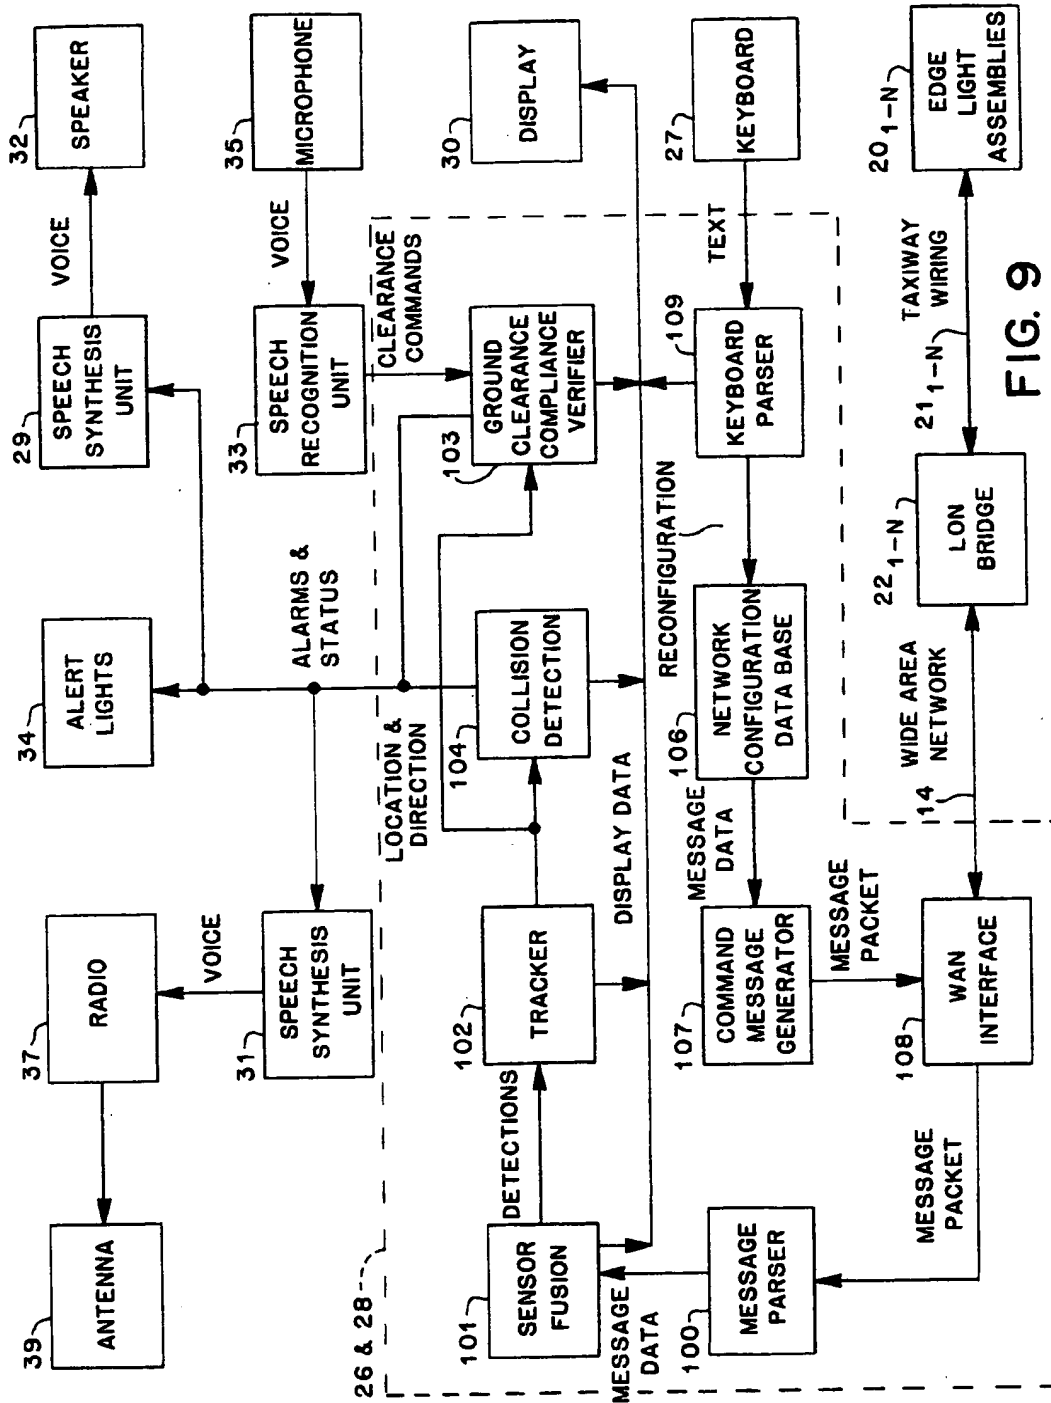 39
ANTENNA
37
RADIO
34
ALERT
LIGHTS
29
SPEECH
SYNTHESIS
UNIT
VOICE
32
SPEAKER
VOICE
31
SPEECH
SYNTHESIS
UNIT
ALARMS &
STATUS
33
SPEECH
RECOGNITION
UNIT
VOICE
35
MICROPHONE
26 & 28
LOCATION &
DIRECTION
CLEARANCE
COMMANDS
101
SENSOR
FUSION
DETECTIONS
102
TRACKER
104
COLLISION
DETECTION
103
GROUND
CLEARANCE
COMPLIANCE
VERIFIER
30
DISPLAY
MESSAGE
DATA
DISPLAY DATA
100
MESSAGE
PARSER
107
COMMAND
MESSAGE
GENERATOR
MESSAGE
DATA
106
NETWORK
CONFIGURATION
DATA BASE
RECONFIGURATION
109
KEYBOARD
PARSER
TEXT
27
KEYBOARD
MESSAGE
PACKET
MESSAGE
PACKET
108
WAN
INTERFACE
14
WIDE AREA
NETWORK
22 1-N
LON
BRIDGE
21 1-N
TAXIWAY
WIRING
20 1-N
EDGE
LIGHT
ASSEMBLIES
FIG. 9